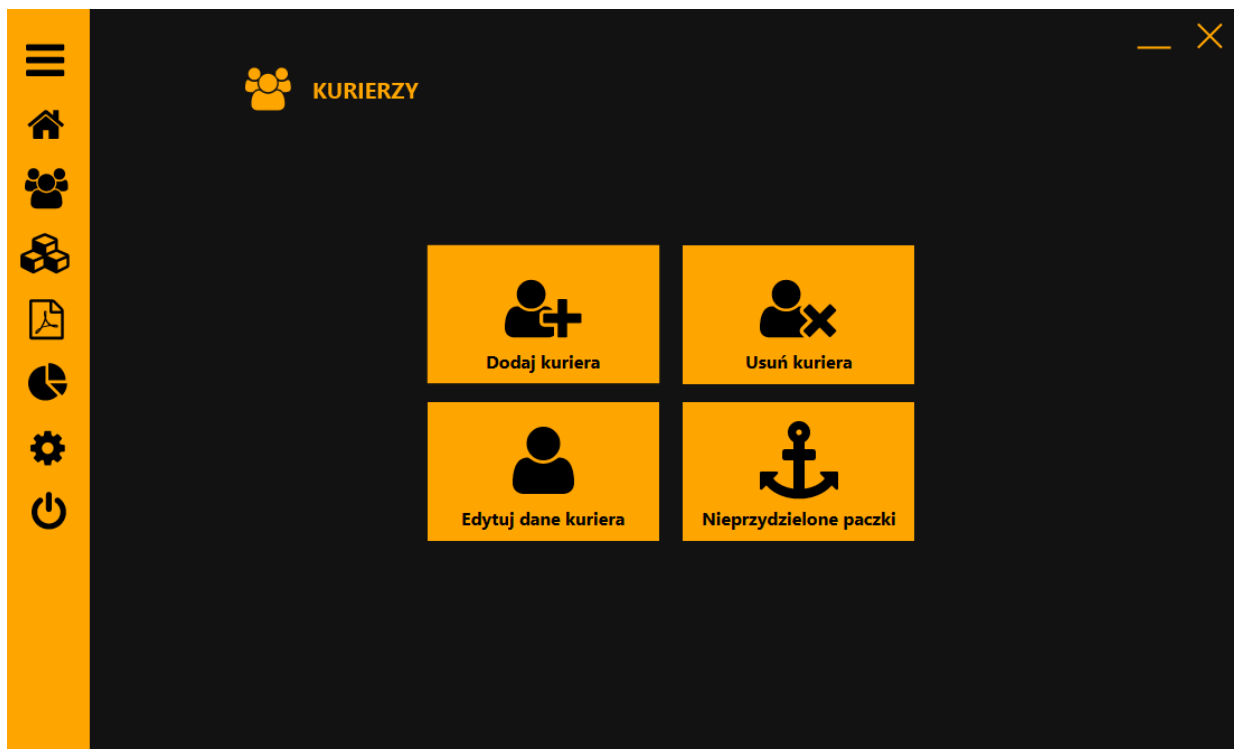 KURIERZY
Dodaj kuriera
Usuń kuriera
Edytuj dane kuriera
Nieprzydzielone paczki